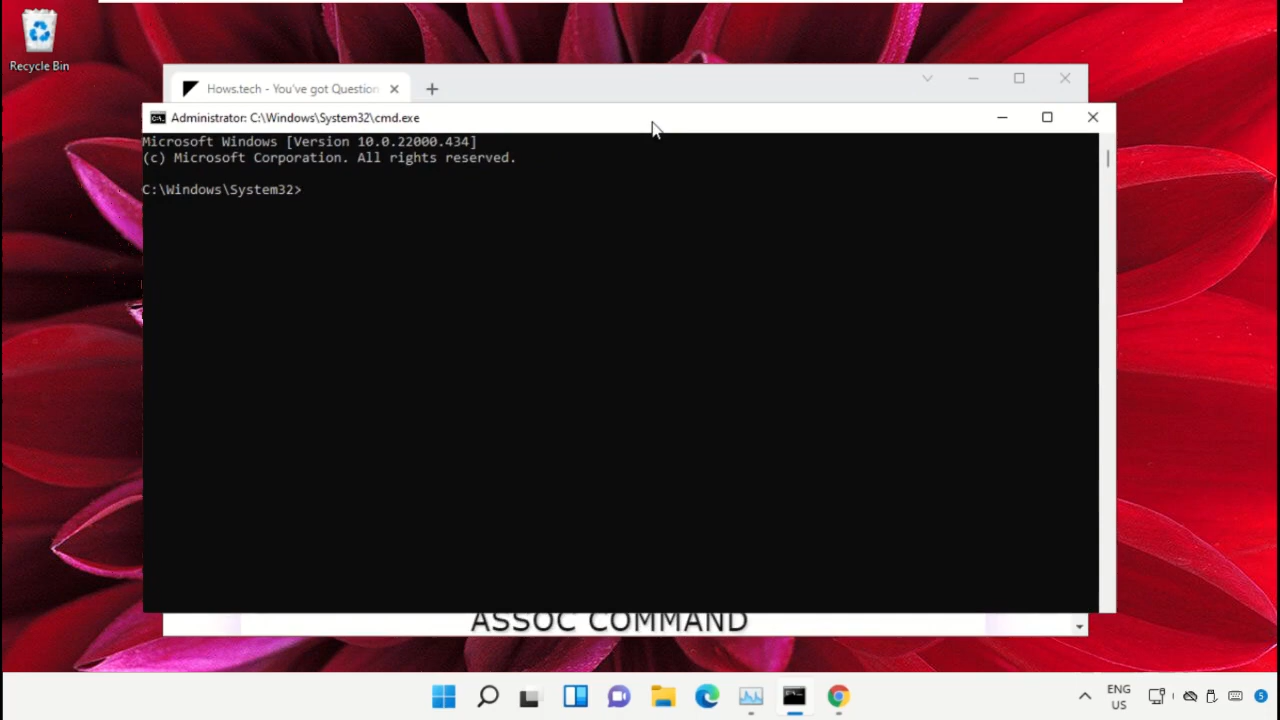 Recycle Bin
Hows.tech - You've got Question
Administrator: C:\Windows\System32\cmd.exe
Microsoft Windows [Version 10.0.22000.434]
(c) Microsoft Corporation. All rights reserved.
C:\Windows\System32>
ASSOC COMMAND
ENG
US
5